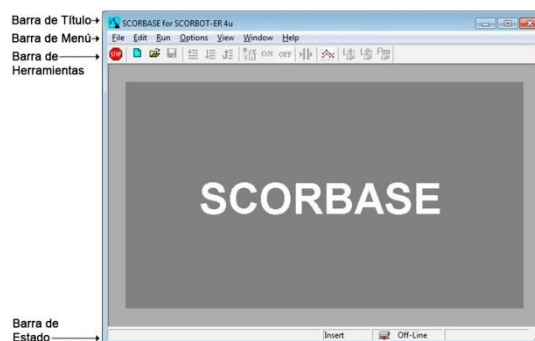 Barra de Título
SCORBASE for SCORBOT-ER 4u
Barra de Menú
File Edit Run Options View Window Help
Barra de
Herramientas
STOP ON OFF
SCORBASE
Barra de
Estado
Insert Off-Line